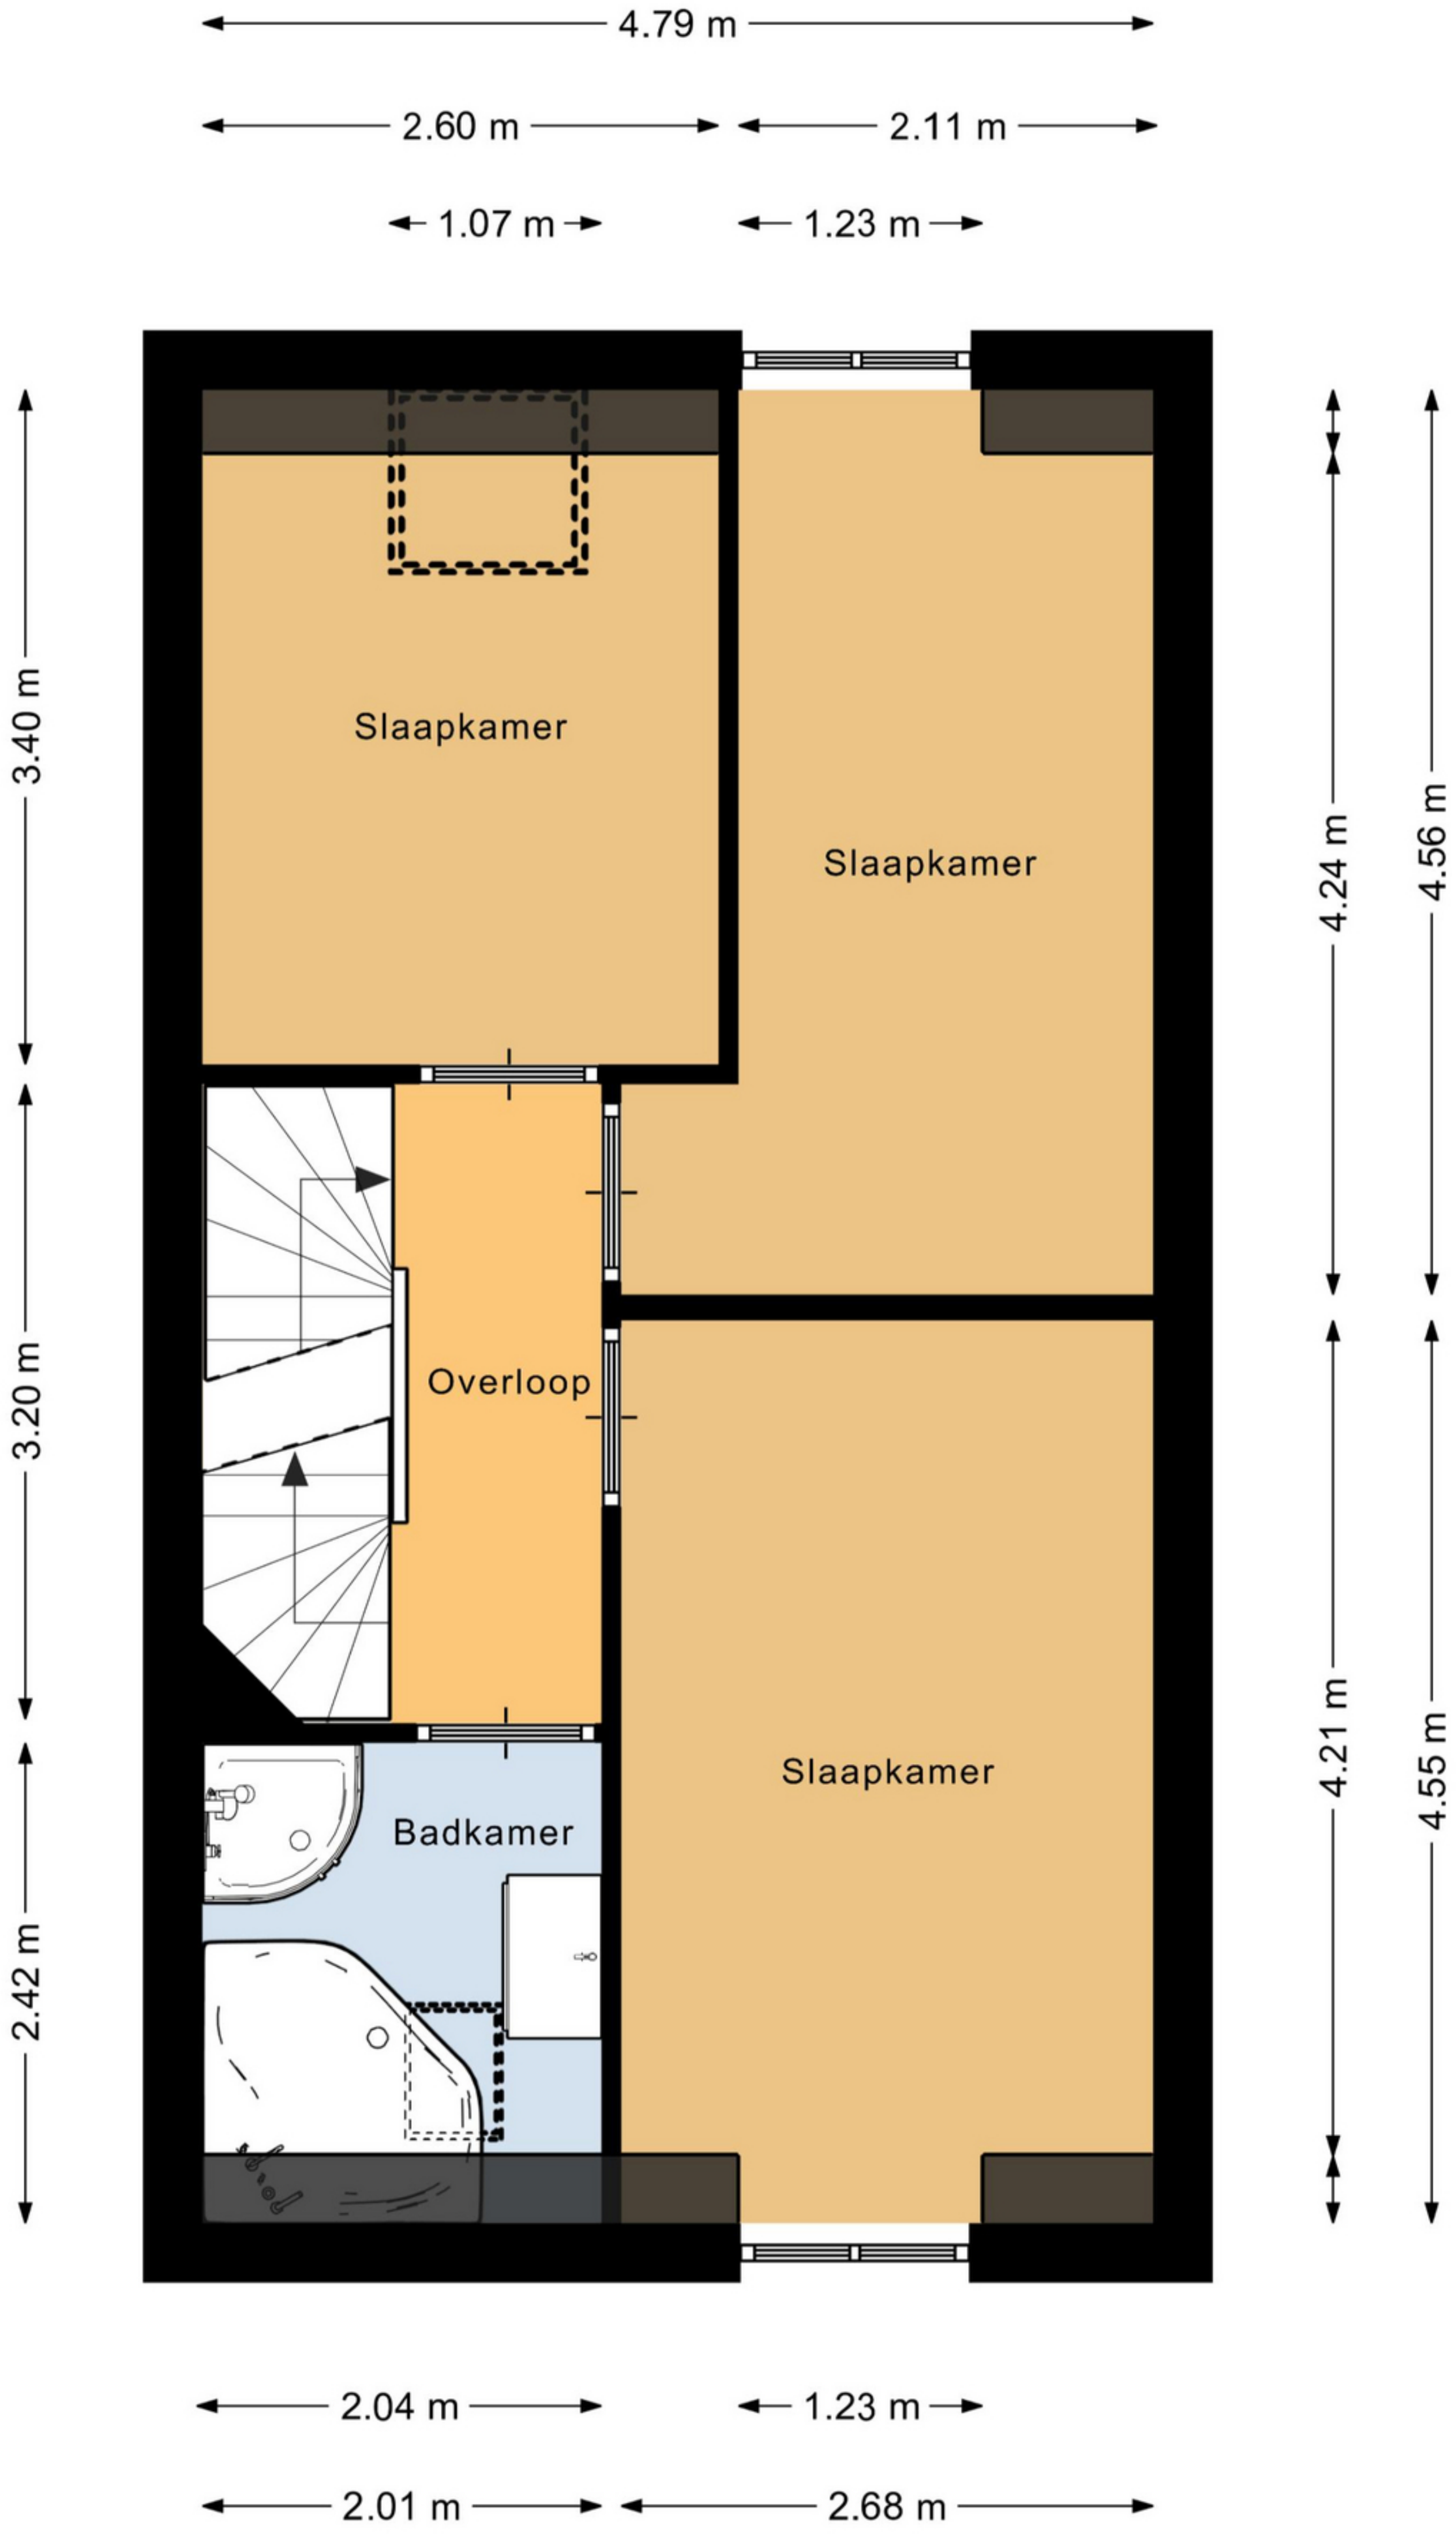 4.79 m
2.60 m
2.11 m
1.07 m
1.23 m
3.40 m
Slaapkamer
Slaapkamer
4.24 m
4.56 m
3.20 m
Overloop
Slaapkamer
4.21 m
4.55 m
Badkamer
2.42 m
2.04 m
1.23 m
2.01 m
2.68 m